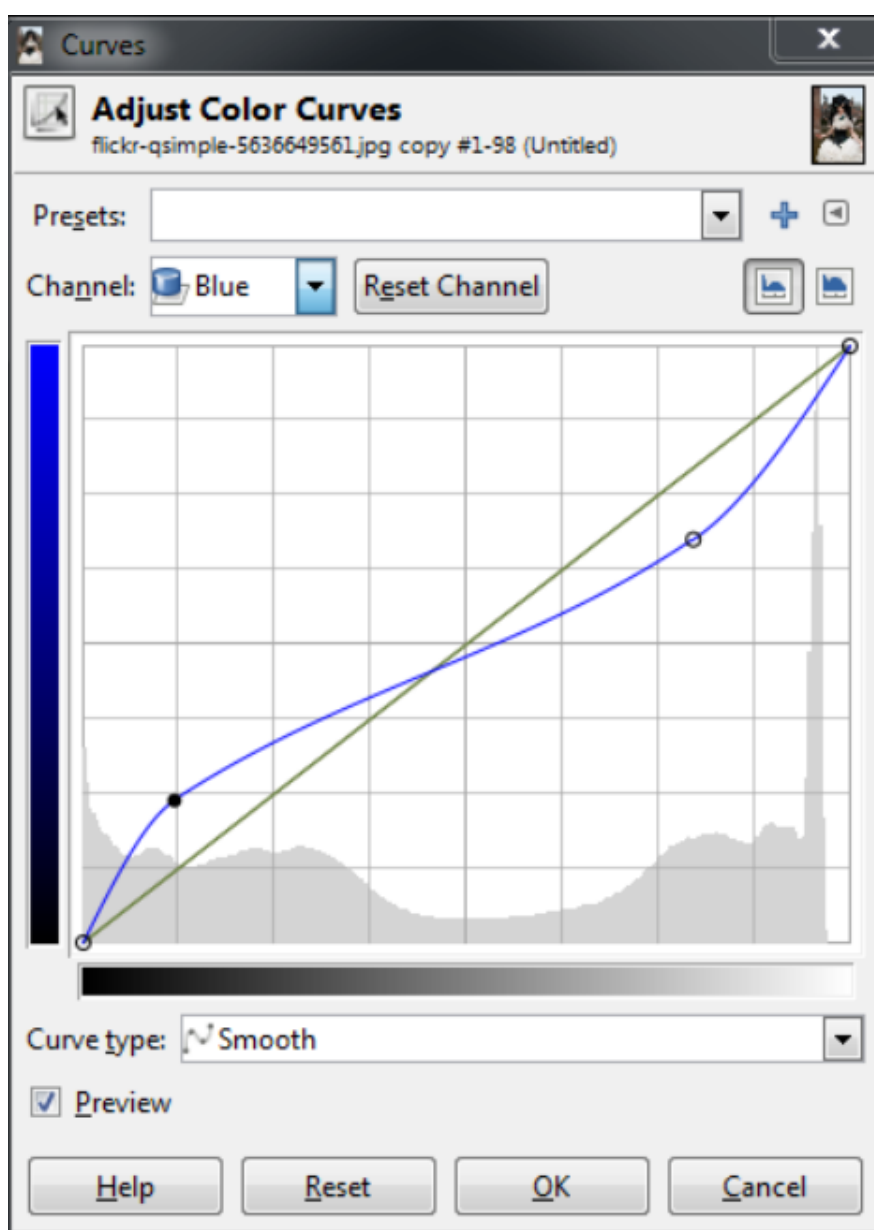 Curves
Adjust Color Curves
flickr-qsimple-5636649561.jpg copy #1-98 (Untitled)
Presets:
Channel: Blue Reset Channel
Curve type: Smooth
Preview
Help Reset OK Cancel